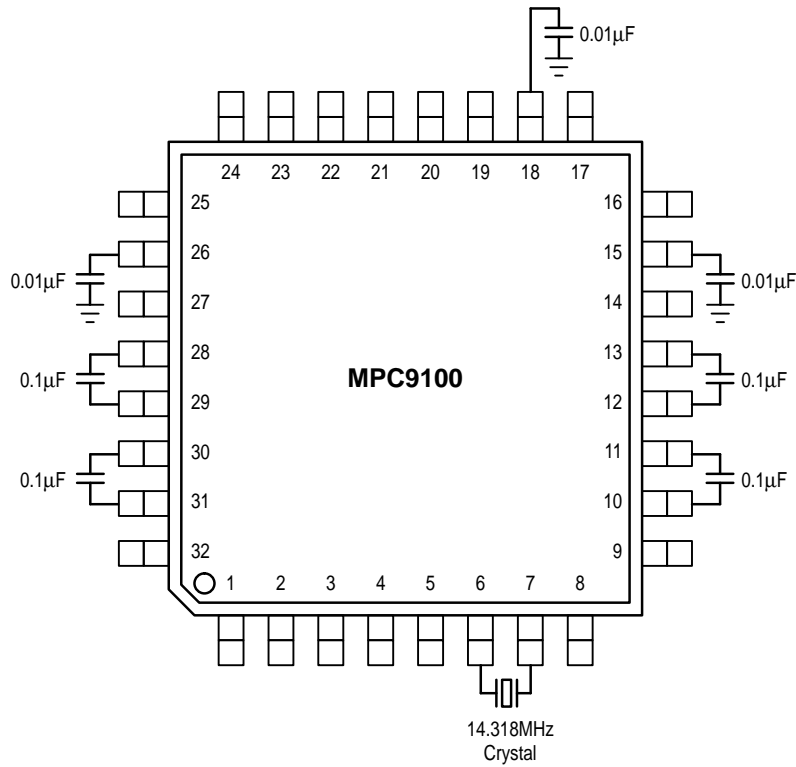 0.01µF
24 23 22 21 20 19 18 17
25 16
26 15
0.01µF 0.01µF
27 14
28 13
0.1µF MPC9100 0.1µF
29 12
30 11
0.1µF 0.1µF
31 10
32 9
1 2 3 4 5 6 7 8
14.318MHz
Crystal